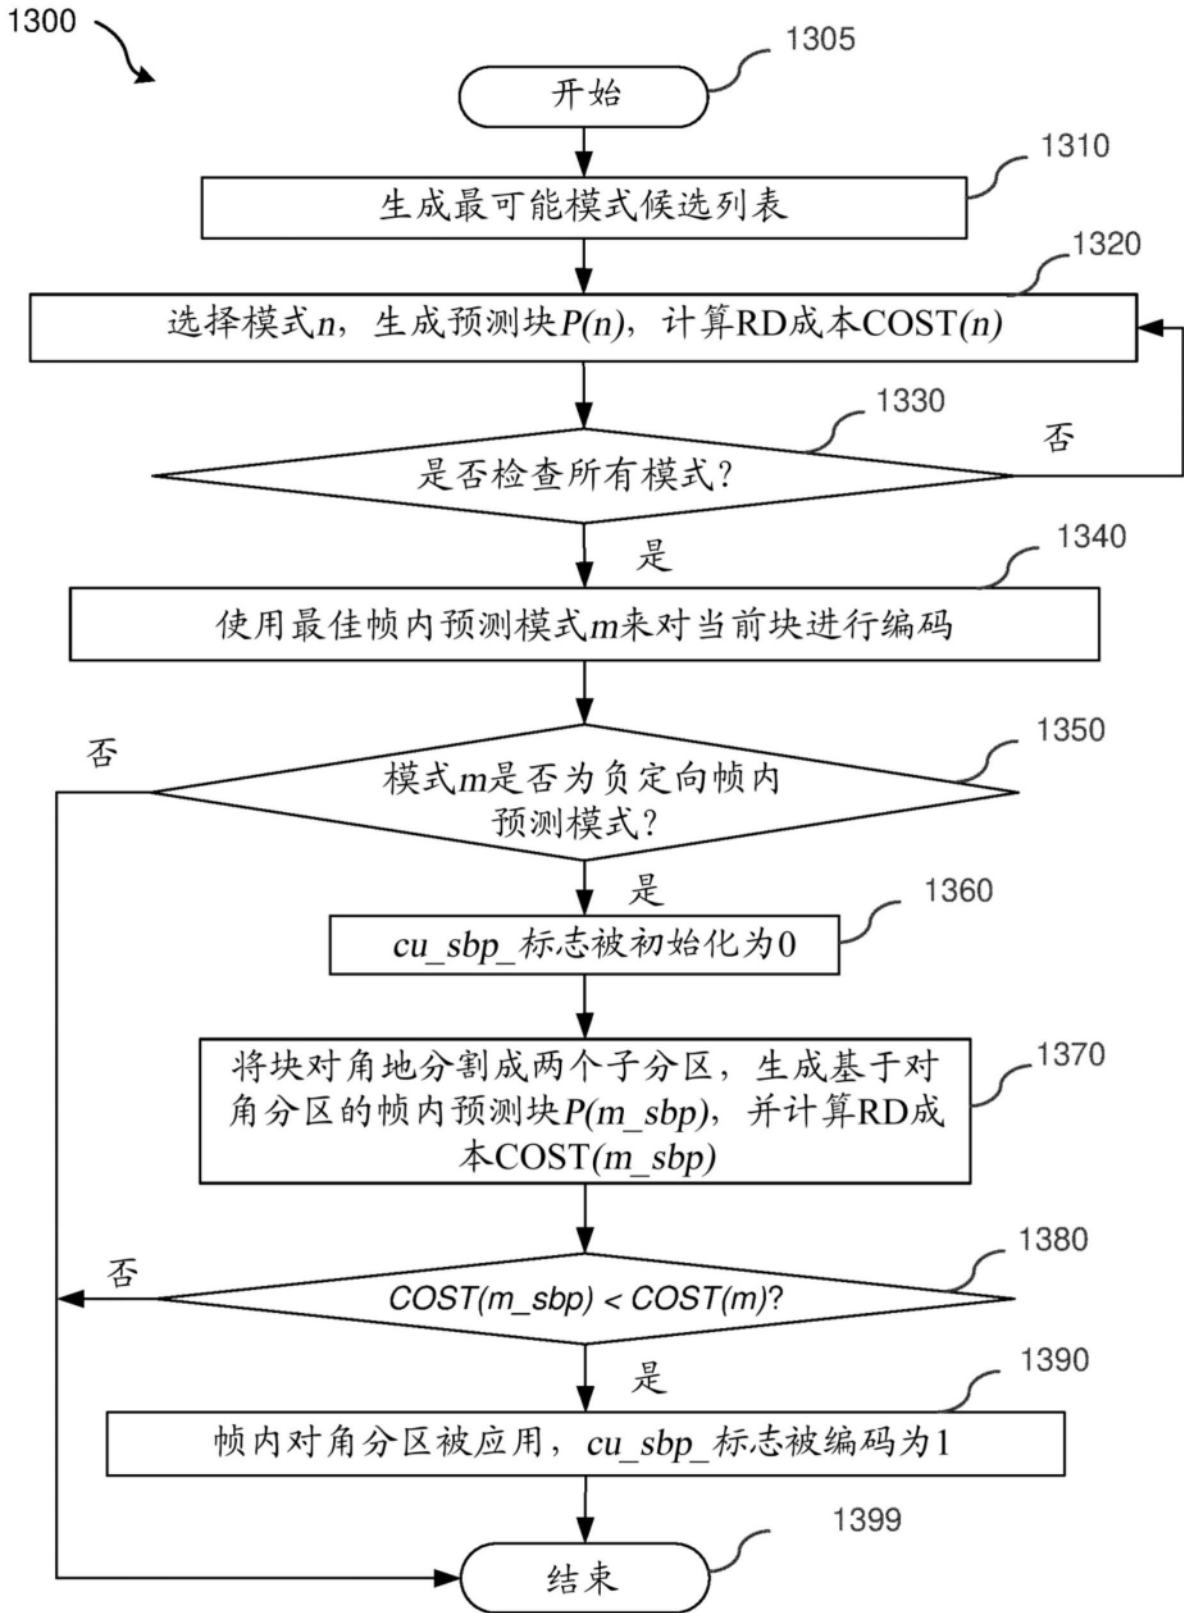 1300
1305
开始
1310
生成最可能模式候选列表
1320
选择模式n，生成预测块P(n)，计算RD成本COST(n)
1330
是否检查所有模式？
否
是
1340
使用最佳帧内预测模式m来对当前块进行编码
1350
否
模式m是否为负定向帧内
预测模式？
是
1360
cu_sbp_标志被初始化为0
1370
将块对角地分割成两个子分区，生成基于对
角分区的帧内预测块P(m_sbp)，并计算RD成
本COST(m_sbp)
1380
否
COST(m_sbp) < COST(m)?
是
1390
帧内对角分区被应用，cu_sbp_标志被编码为1
1399
结束